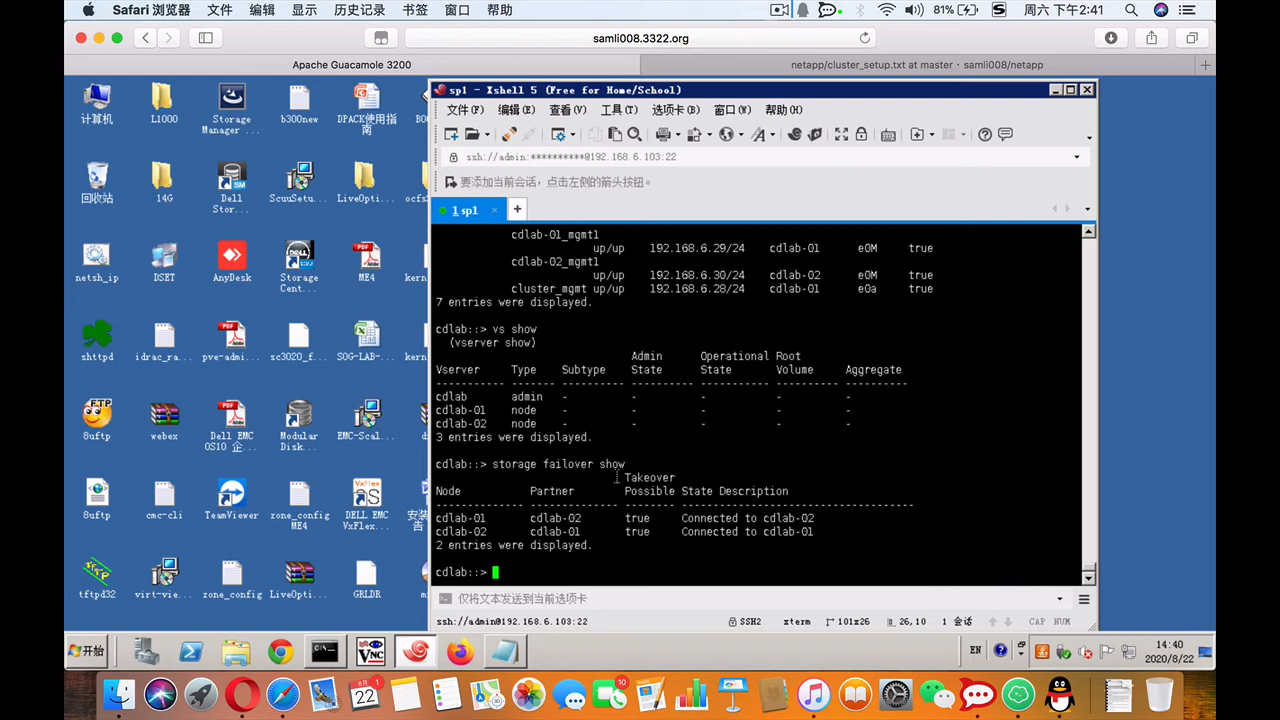 Safari 浏览器 文件 编辑 显示 历史记录 书签 窗口 帮助
81% 周六 下午2:41
samli008.3322.org
Apache Guacamole 3200
netapp/cluster_setup.txt at master · samli008/netapp
计算机
L1000
Storage
Manager ...
b300new
DPACK使用指
南
回收站
14G
Dell
Stor...
ScuuSetu...
LiveOpti...
netsh_ip
DSET
AnyDesk
Storage
Cent...
ME4
shttpd
idrac_ra...
pve-admi...
sc3020_f...
SOG-LAB-...
8uftp
webex
Dell EMC
OS10 企...
Modular
Disk...
EMC-Scal...
8uftp
cmc-cli
TeamViewer
zone_config
ME4
DELL EMC
VxFlex...
tftpd32
virt-vie...
zone_config
LiveOpti...
GRLDR
sp1 - Xshell 5 (Free for Home/School)
文件(F) 编辑(E) 查看(V) 工具(T) 选项卡(B) 窗口(W) 帮助(H)
ssh://admin:**********@192.168.6.103:22
要添加当前会话，点击左侧的箭头按钮。
1 sp1
cdlab-01_mgmt1
up/up 192.168.6.29/24 cdlab-01 e0M true
cdlab-02_mgmt1
up/up 192.168.6.30/24 cdlab-02 e0M true
cluster_mgmt up/up 192.168.6.28/24 cdlab-01 e0a true
7 entries were displayed.
cdlab::> vs show
(vserver show)
Admin Operational Root
Vserver Type Subtype State State Volume Aggregate
----------- ------- ---------- ---------- ----------- ---------- ----------
cdlab admin - - - - -
cdlab-01 node - - - - -
cdlab-02 node - - - - -
3 entries were displayed.
cdlab::> storage failover show
Takeover
Node Partner Possible State Description
-------------- -------------- -------- -------------------------------------
cdlab-01 cdlab-02 true Connected to cdlab-02
cdlab-02 cdlab-01 true Connected to cdlab-01
2 entries were displayed.
cdlab::>
仅将文本发送到当前选项卡
ssh://admin@192.168.6.103:22 SSH2 xterm 101x26 26,10 1 会话 CAP NUM
开始
EN
14:40
2020/8/22
8月
22
10
1